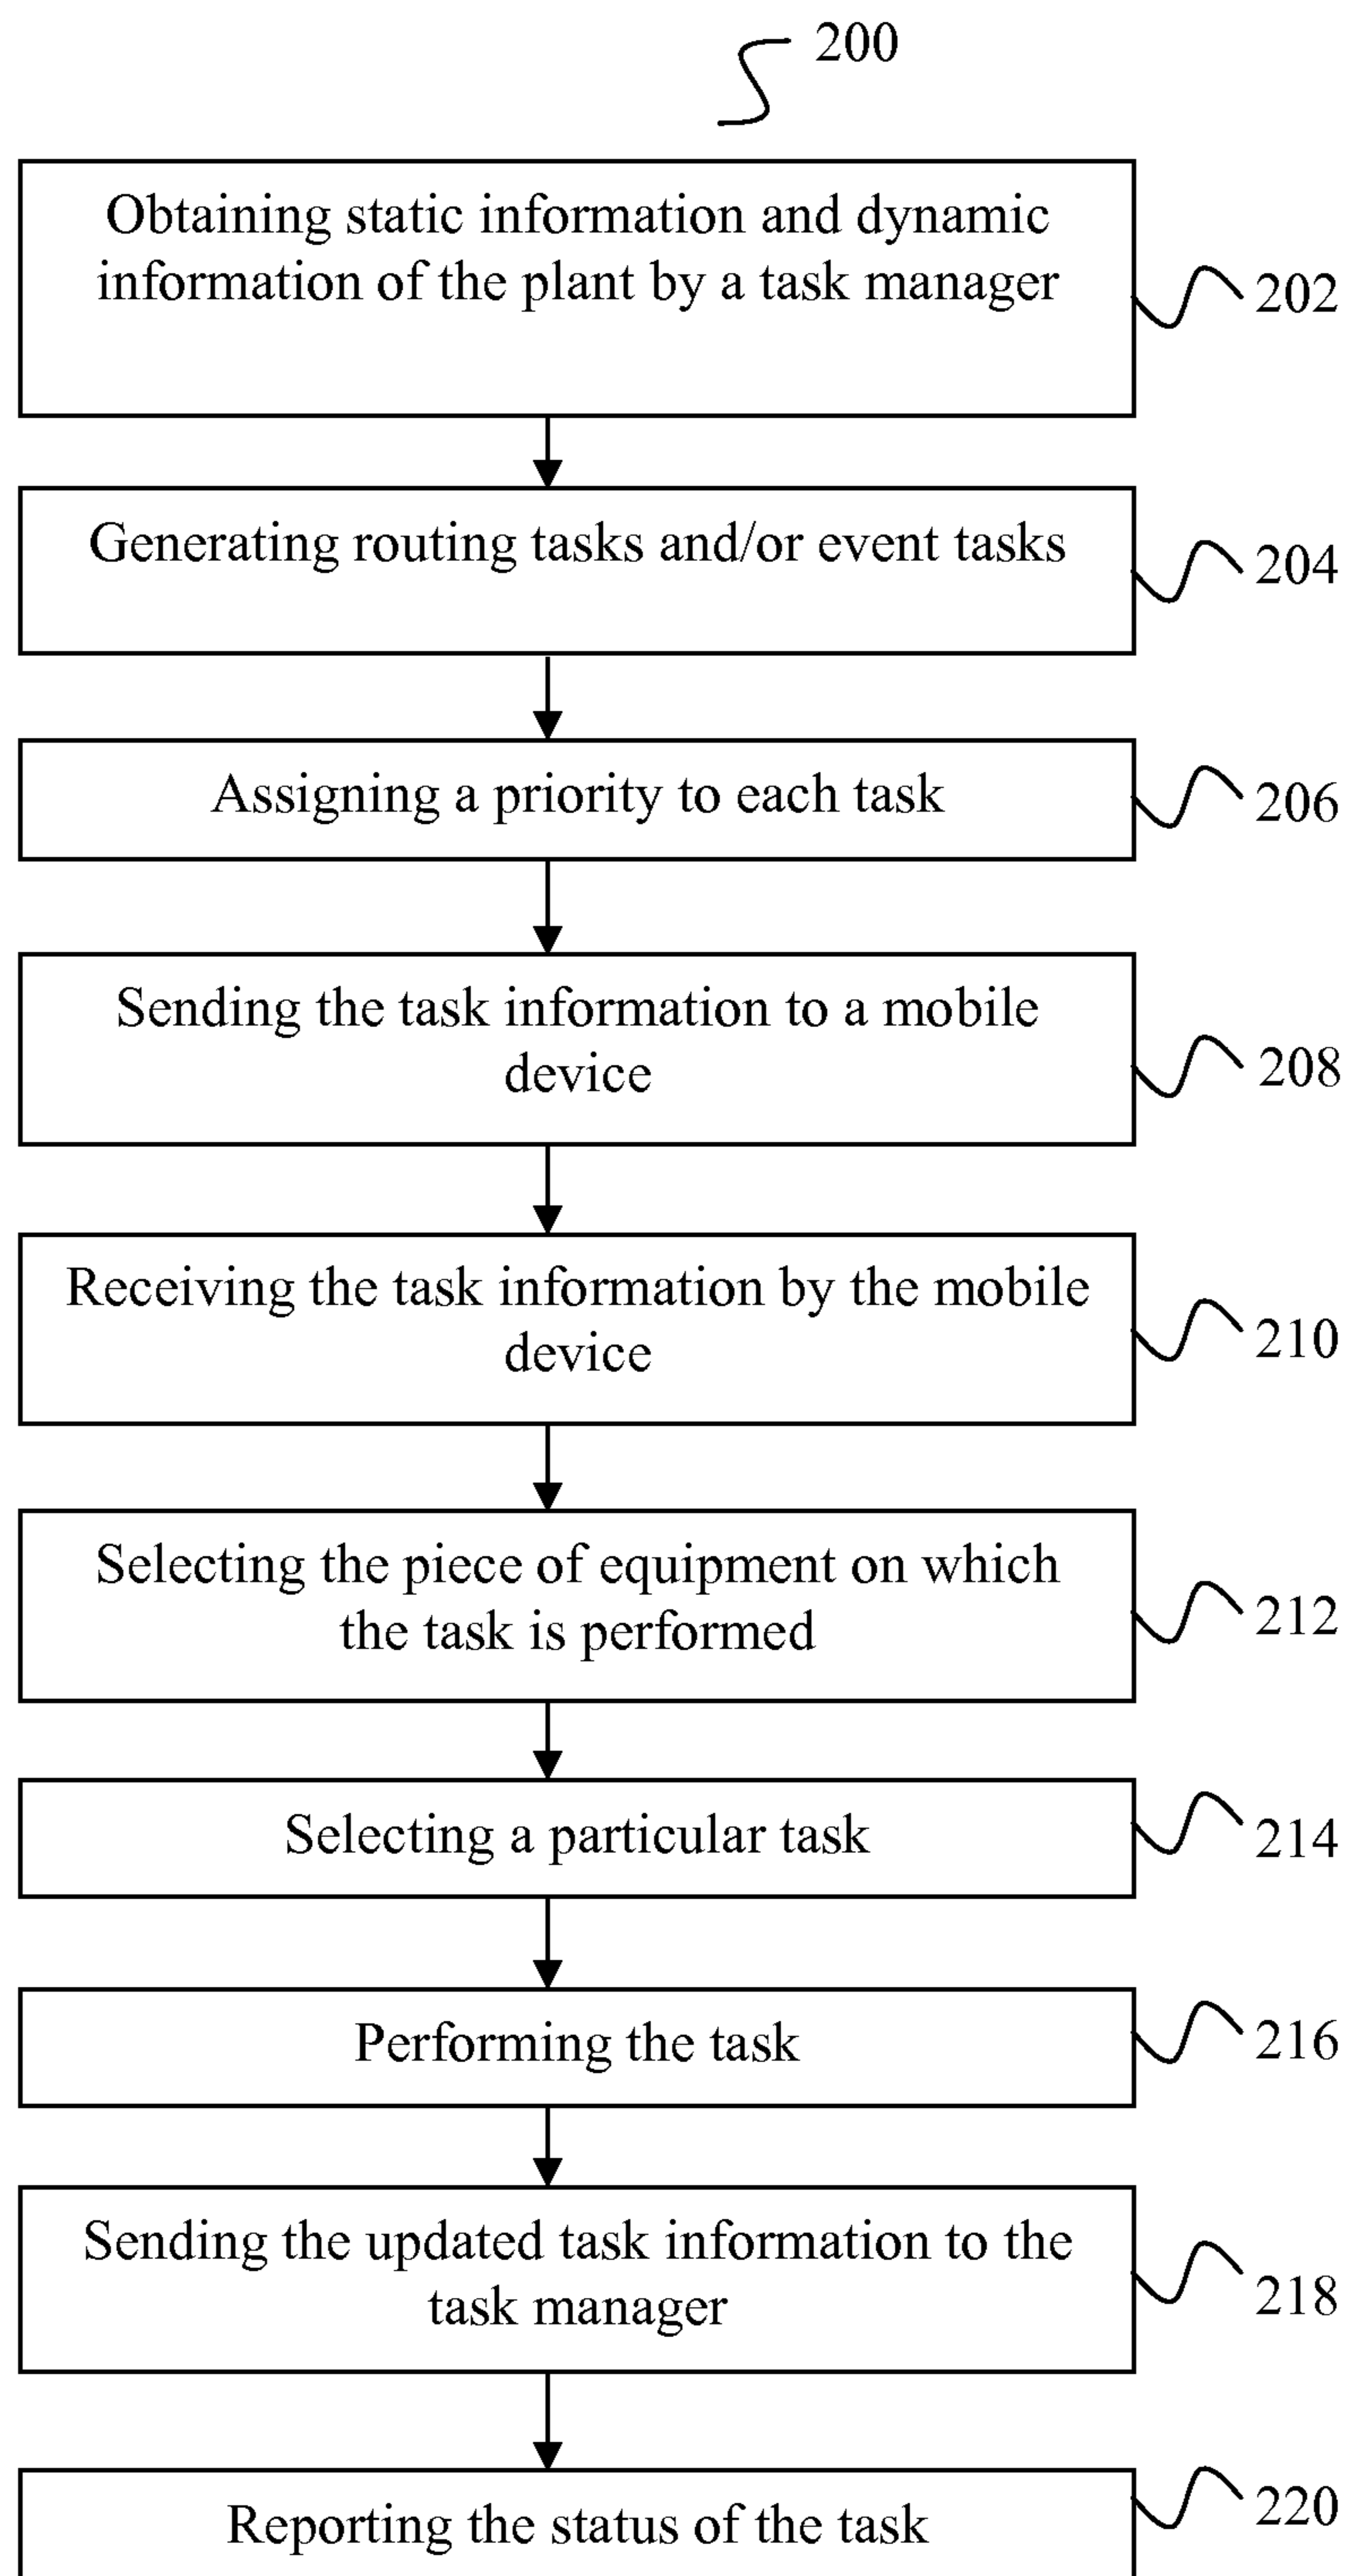 200
Obtaining static information and dynamic
information of the plant by a task manager
202
Generating routing tasks and/or event tasks
204
Assigning a priority to each task
206
Sending the task information to a mobile
device
208
Receiving the task information by the mobile
device
210
Selecting the piece of equipment on which
the task is performed
212
Selecting a particular task
214
Performing the task
216
Sending the updated task information to the
task manager
218
Reporting the status of the task
220